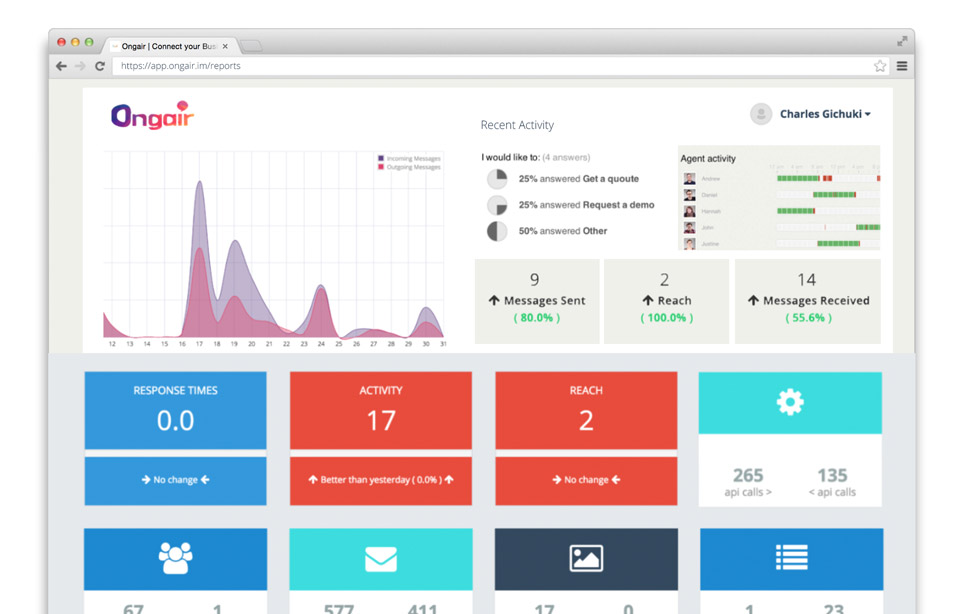 Ongair | Connect your Bus
https://app.ongair.im/reports
Ongair
Charles Gichuki
Recent Activity
Incoming Messages
Outgoing Messages
12 13 14 15 16 17 18 19 20 21 22 23 24 25 26 27 28 29 30 31
I would like to: (4 answers)
25% answered Get a quoute
25% answered Request a demo
50% answered Other
Agent activity
Andrew
Daniel
Hannah
John
Joshua
9
Messages Sent
( 80.0% )
2
Reach
( 100.0% )
14
Messages Received
( 55.6% )
RESPONSE TIMES
0.0
No change
ACTIVITY
17
Better than yesterday ( 0.0% )
REACH
2
No change
265
api calls >
135
< api calls
67 1
577 411
17 0
1 23